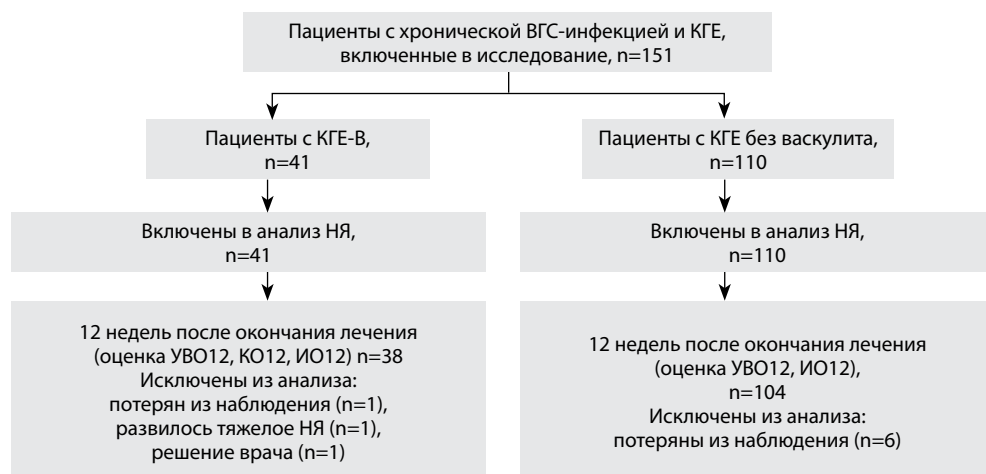 Пациенты с хронической ВГС-инфекцией и КГЕ,
включенные в исследование, n=151
Пациенты с КГЕ-В,
n=41
Пациенты с КГЕ без васкулита,
n=110
Включены в анализ НЯ,
n=41
Включены в анализ НЯ,
n=110
12 недель после окончания лечения
(оценка УВО12, КО12, ИО12) n=38
Исключены из анализа:
потерян из наблюдения (n=1),
развилось тяжелое НЯ (n=1),
решение врача (n=1)
12 недель после окончания лечения
(оценка УВО12, ИО12),
n=104
Исключены из анализа:
потеряны из наблюдения (n=6)